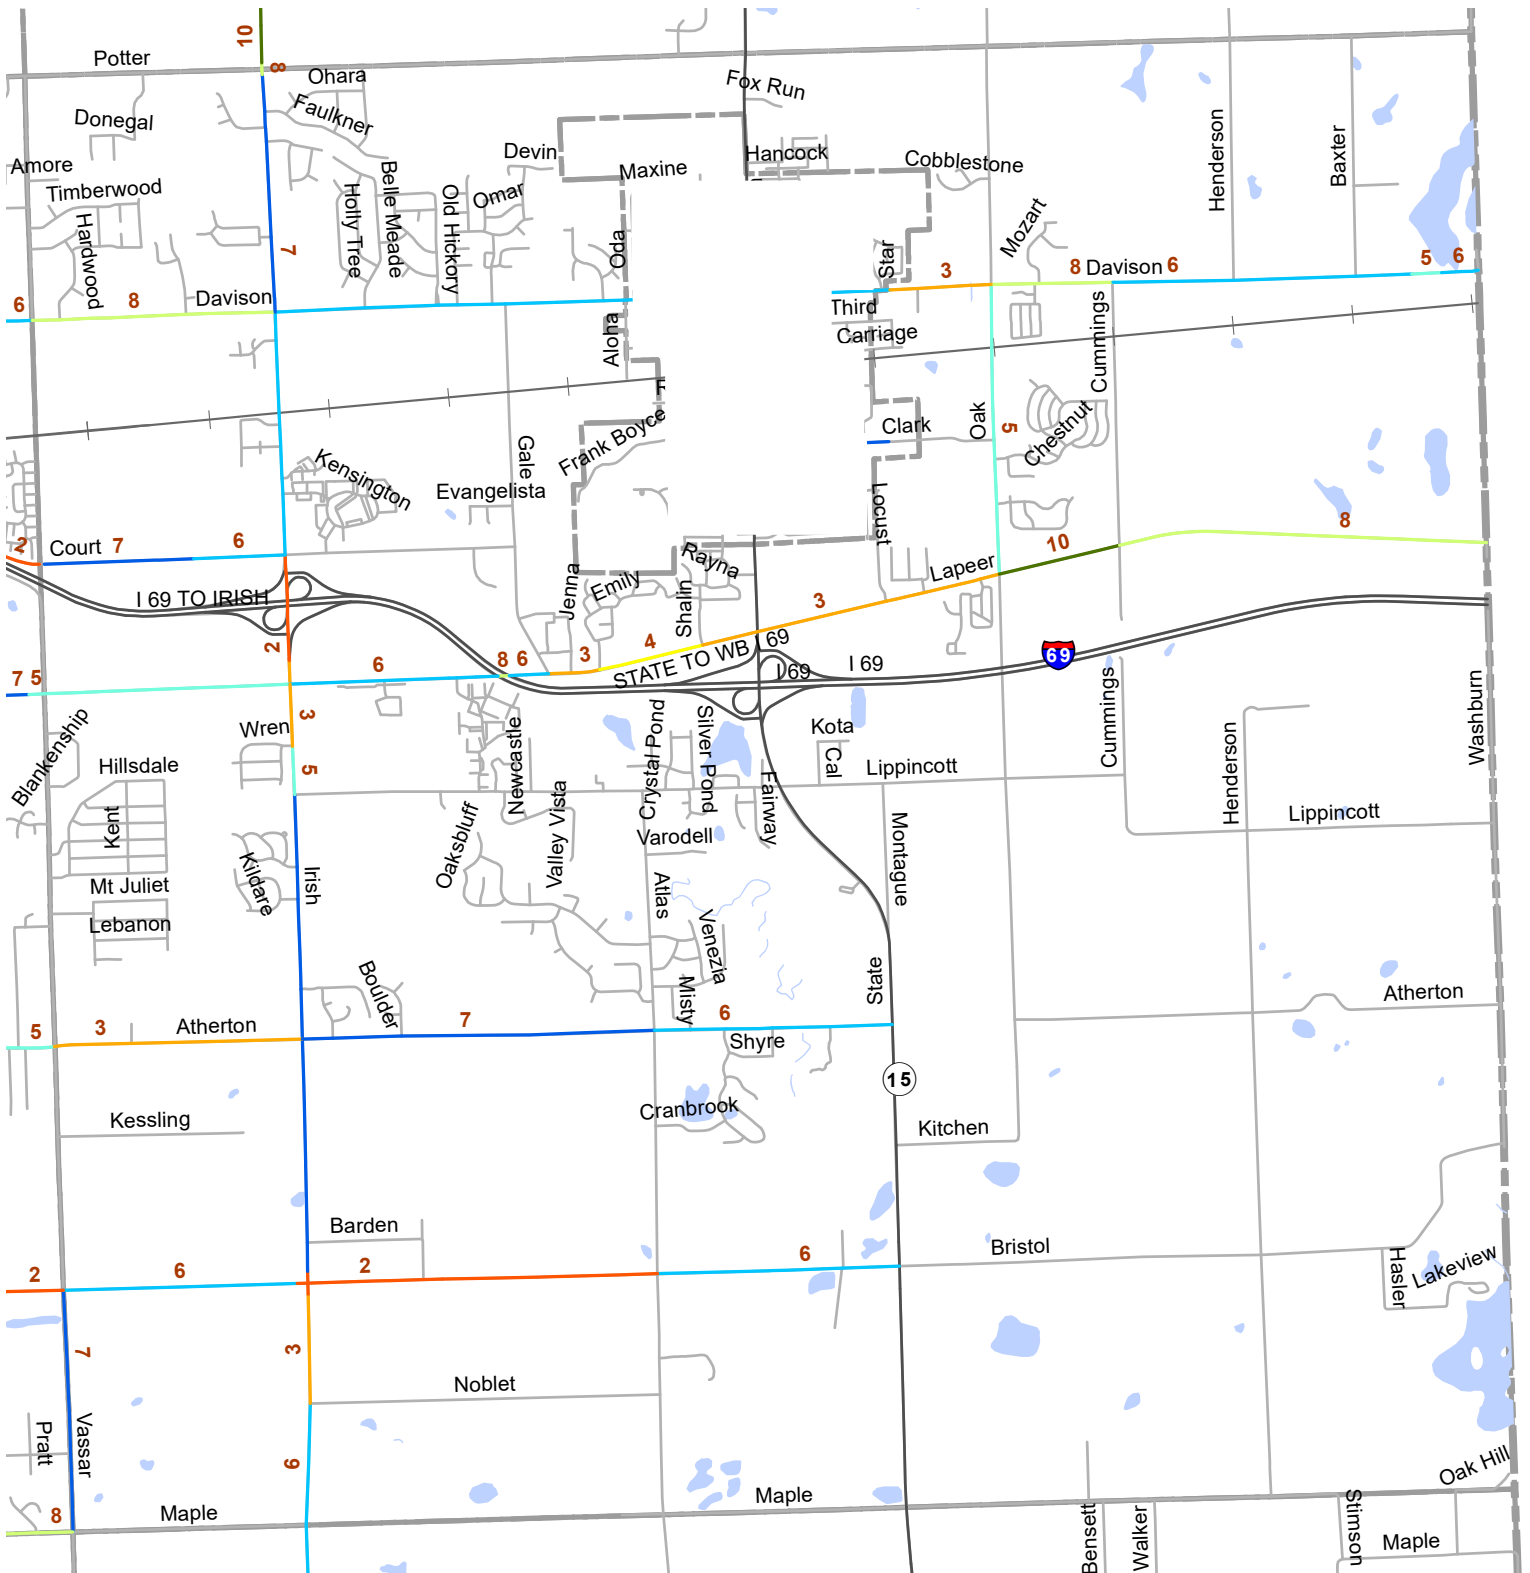 10
Potter
8
Ohara
Fox Run
Faulkner
Donegal
Henderson
Baxter
Devin
Hancock
Amore
Maxine
Cobblestone
Timberwood
Belle Meade
Holly Tree
Old Hickory
Omar
Hardwood
Mozart
Oda
Star
7
3
8
Davison
6
5
6
6
8
Davison
Third
Aloha
Carriage
Cummings
F
Frank Boyce
Clark
Oak
5
Chestnut
Gale
Kensington
Evangelista
Locust
2
Court
7
6
8
10
Rayna
Lapeer
Jenna
Emily
Shalin
3
I 69 TO IRISH
2
4
3
STATE TO WB I 69
I 69
I 69
69
7
5
6
8
6
3
Wren
5
Blankenship
Hillsdale
Newcastle
Crystal Pond
Silver Pond
Kota
Cal
Cummings
Washburn
Lippincott
Henderson
Lippincott
Kent
Oaksbluff
Valley Vista
Fairway
Varodell
Montague
Kildare
Irish
Mt Juliet
Atlas
Lebanon
Venezia
Boulder
Misty
State
Atherton
5
3
Atherton
7
6
Shyre
15
Cranbrook
Kessling
Kitchen
Barden
Bristol
2
6
2
6
Hasler
Lakeview
7
3
Noblet
Pratt
Vassar
6
Oak Hill
8
Maple
Maple
Bensett
Walker
Stimson
Maple